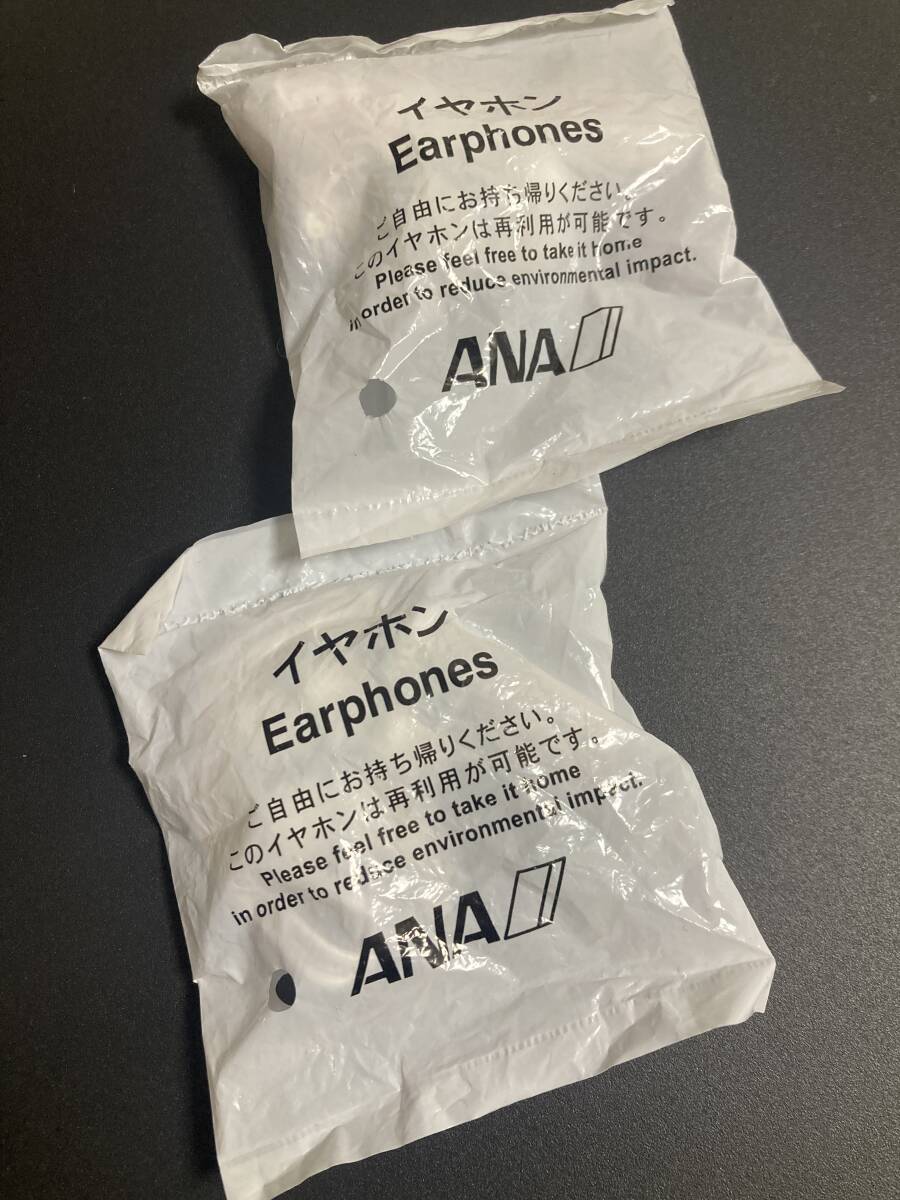 イヤホン
Earphones
ご自由にお持ち帰りください。
このイヤホンは再利用が可能です。
Please feel free to take it home
in order to reduce environmental impact.
ANA
イヤホン
Earphones
ご自由にお持ち帰りください。
このイヤホンは再利用が可能です。
Please feel free to take it home
in order to reduce environmental impact.
ANA